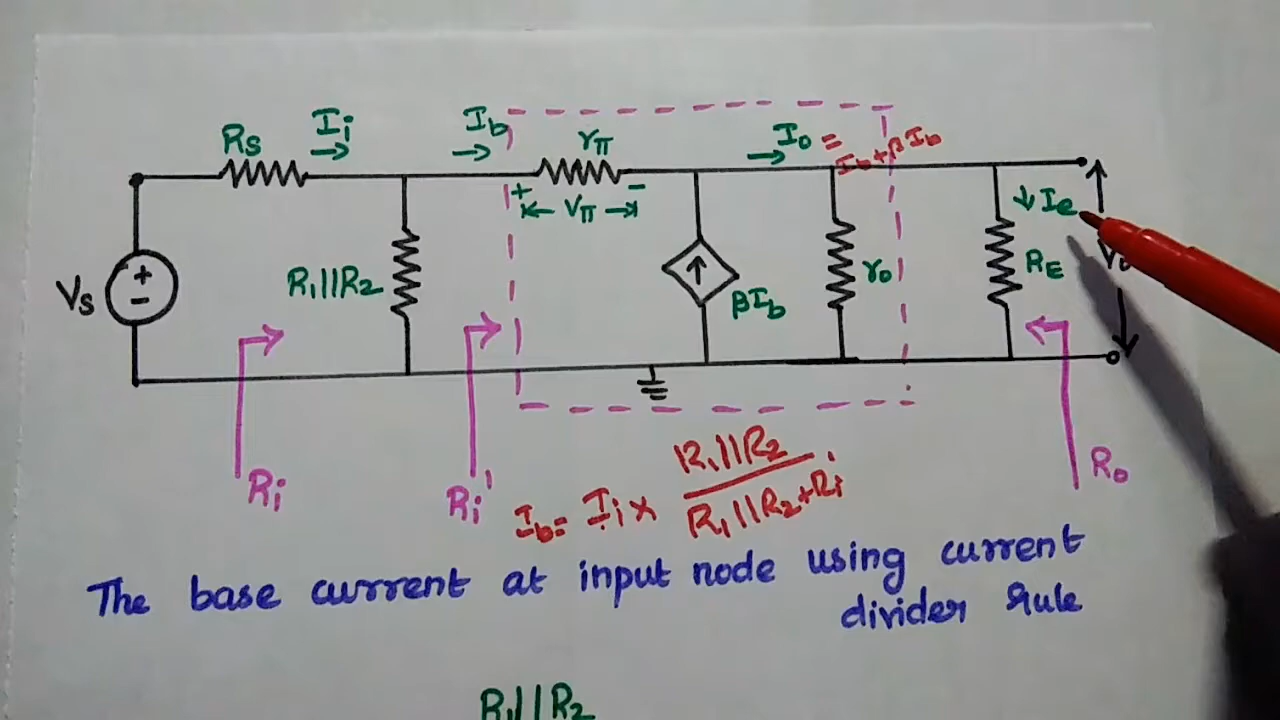 Rs Ii Ib rπ Io = Ib+βIb
+ Vπ -
Ie
Vs + - R1||R2 βIb ro RE Vo
Ri Ri' Ro
Ib = Ii × R1||R2 / R1||R2+Ri'
The base current at input node using current
divider rule
R1||R2